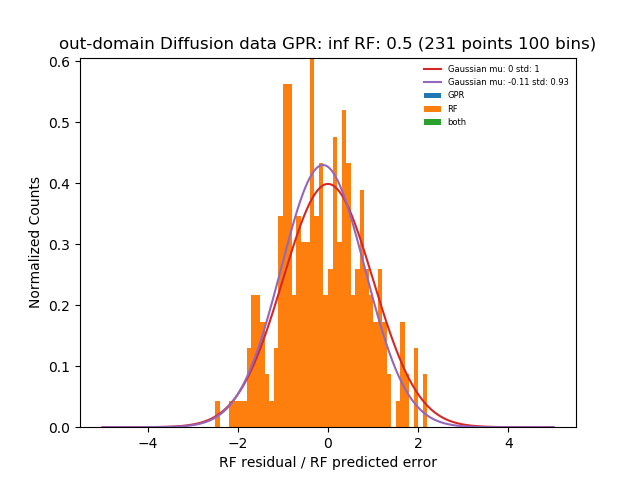 out-domain Diffusion data GPR: inf RF: 0.5 (231 points 100 bins)
Gaussian mu: 0 std: 1
Gaussian mu: -0.11 std: 0.93
GPR
RF
both
Normalized Counts
0.6
0.5
0.4
0.3
0.2
0.1
0.0
−4 −2 0 2 4
RF residual / RF predicted error